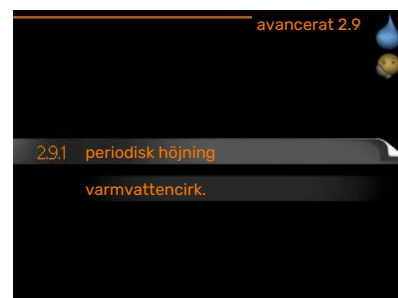 avancerat 2.9
2.9.1 periodisk höjning
varmvattencirk.